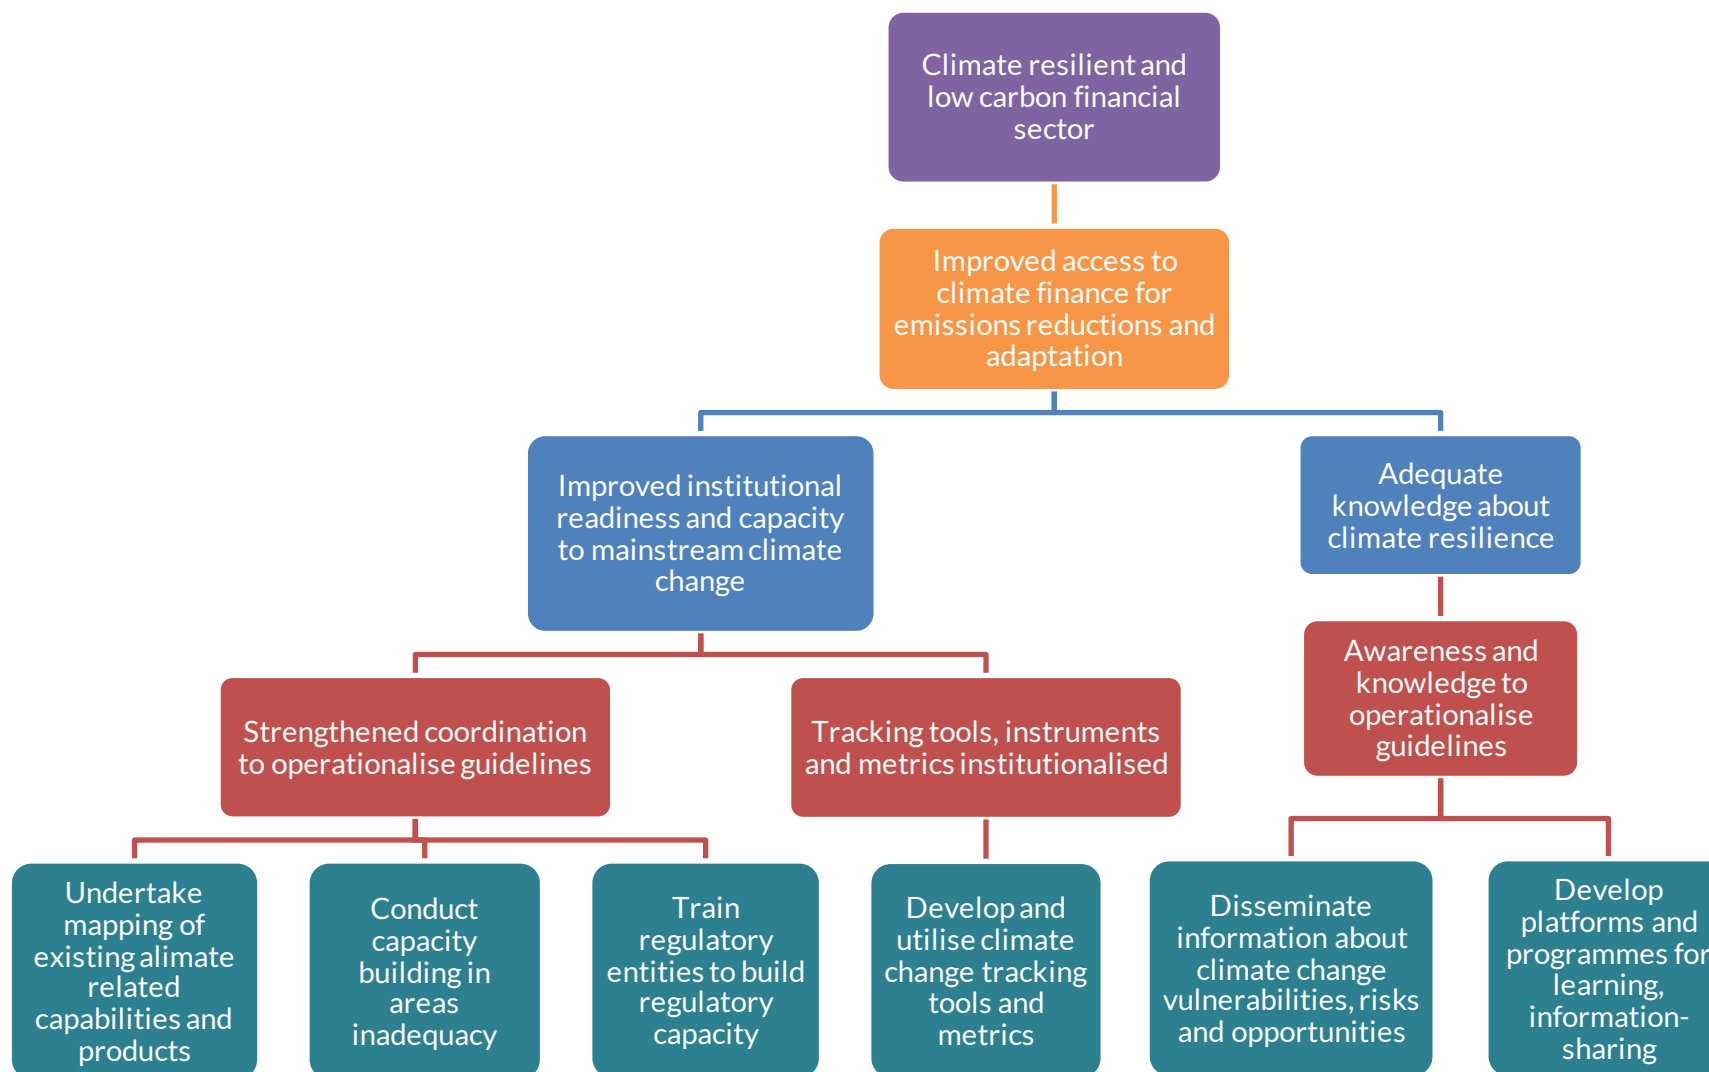 Climate resilient and
low carbon financial
sector
Improved access to
climate finance for
emissions reductions and
adaptation
Improved institutional
readiness and capacity
to mainstream climate
change
Adequate
knowledge about
climate resilience
Strengthened coordination
to operationalise guidelines
Tracking tools, instruments
and metrics institutionalised
Awareness and
knowledge to
operationalise
guidelines
Undertake
mapping of
existing alimate
related
capabilities and
products
Conduct
capacity
building in
areas
inadequacy
Train
regulatory
entities to build
regulatory
capacity
Develop and
utilise climate
change tracking
tools and
metrics
Disseminate
information about
climate change
vulnerabilities, risks
and opportunities
Develop
platforms and
programmes for
learning,
information-
sharing